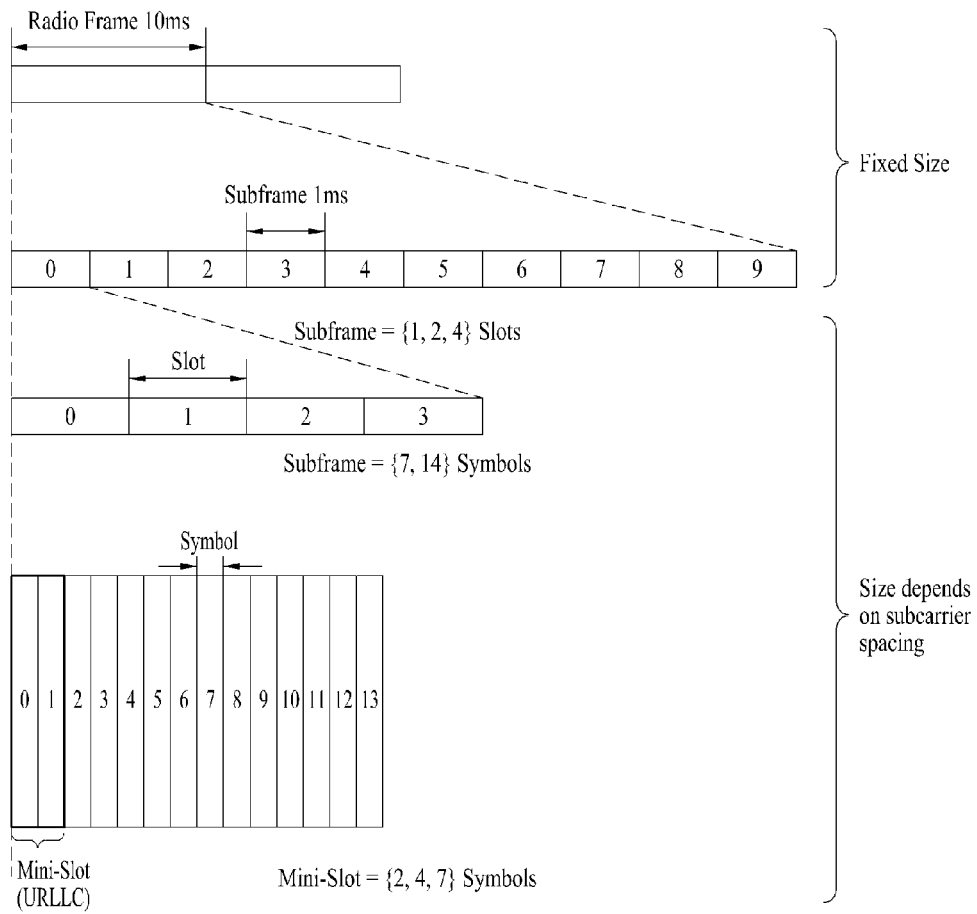 Radio Frame 10ms
Fixed Size
Subframe 1ms
0 1 2 3 4 5 6 7 8 9
Subframe = {1, 2, 4} Slots
Slot
0 1 2 3
Subframe = {7, 14} Symbols
Symbol
Size depends
on subcarrier
spacing
0 1 2 3 4 5 6 7 8 9 10 11 12 13
Mini-Slot
(URLLC)
Mini-Slot = {2, 4, 7} Symbols